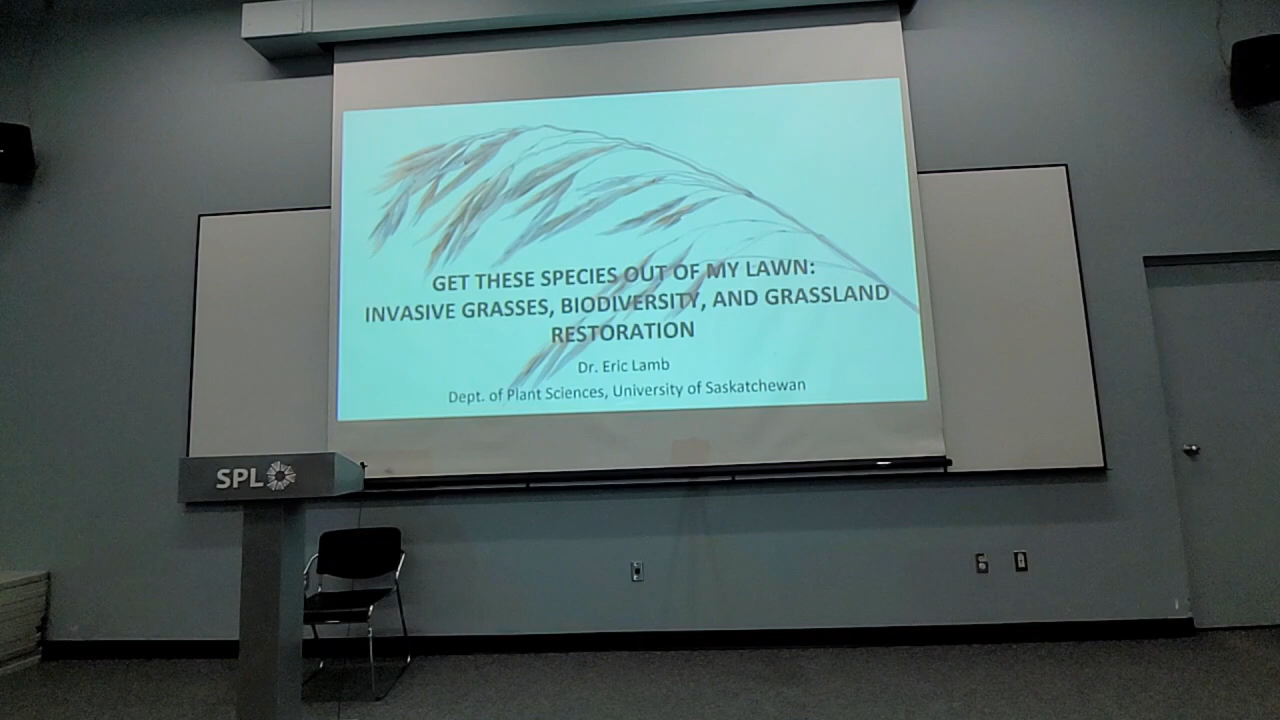 GET THESE SPECIES OUT OF MY LAWN:
INVASIVE GRASSES, BIODIVERSITY, AND GRASSLAND
RESTORATION
Dr. Eric Lamb
Dept. of Plant Sciences, University of Saskatchewan
SPL